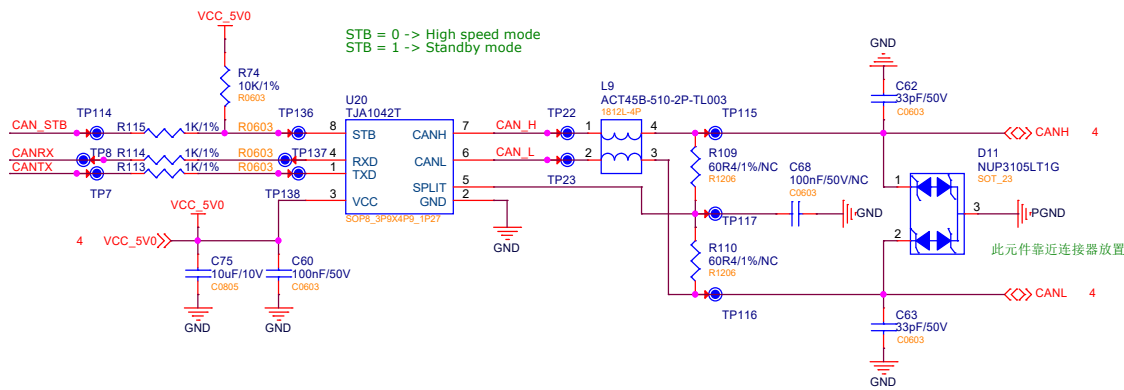 VCC_5V0
STB = 0 -> High speed mode
STB = 1 -> Standby mode
R74
10K/1%
R0603
GND
C62
33pF/50V
C0603
L9
ACT45B-510-2P-TL003
1812L-4P
U20
TJA1042T
TP114
TP136
TP22
TP115
CAN_STB
R115
1K/1%
R0603
8
STB
CANH
7
CAN_H
1
4
CANH
4
CANRX
TP8
R114
1K/1%
R0603
TP137
4
RXD
CANL
6
CAN_L
2
3
CANTX
R113
1K/1%
R0603
1
TXD
TP7
TP138
TP23
R109
60R4/1%/NC
R1206
C68
100nF/50V/NC
C0603
D11
NUP3105LT1G
SOT_23
SPLIT
5
3
VCC
GND
2
SOP8_3P9X4P9_1P27
GND
TP117
GND
1
2
3
PGND
此元件靠近连接器放置
VCC_5V0
4
VCC_5V0
R110
60R4/1%/NC
R1206
C75
10uF/10V
C0805
C60
100nF/50V
C0603
TP116
CANL
4
C63
33pF/50V
C0603
GND
GND
GND